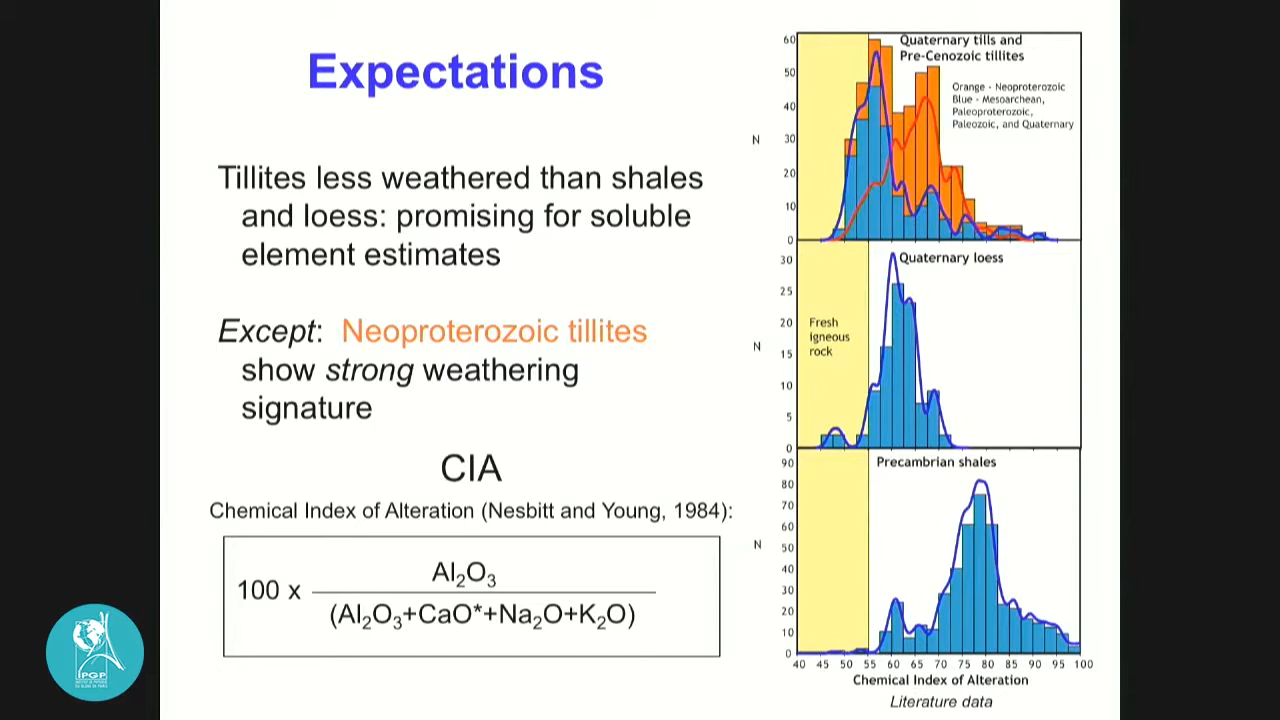 Expectations
Tillites less weathered than shales
and loess: promising for soluble
element estimates
Except: Neoproterozoic tillites
show strong weathering
signature
CIA
Chemical Index of Alteration (Nesbitt and Young, 1984):
100 x
Al₂O₃
(Al₂O₃+CaO*+Na₂O+K₂O)
Quaternary tills and
Pre-Cenozoic tillites
Orange - Neoproterozoic
Blue - Mesoarchean,
Paleoproterozoic,
Paleozoic, and Quaternary
60
50
40
30
20
10
0
N
Quaternary loess
Fresh
igneous
rock
30
25
20
15
10
5
0
N
Precambrian shales
90
80
70
60
50
40
30
20
10
0
N
40 45 50 55 60 65 70 75 80 85 90 95 100
Chemical Index of Alteration
Literature data
IPGP